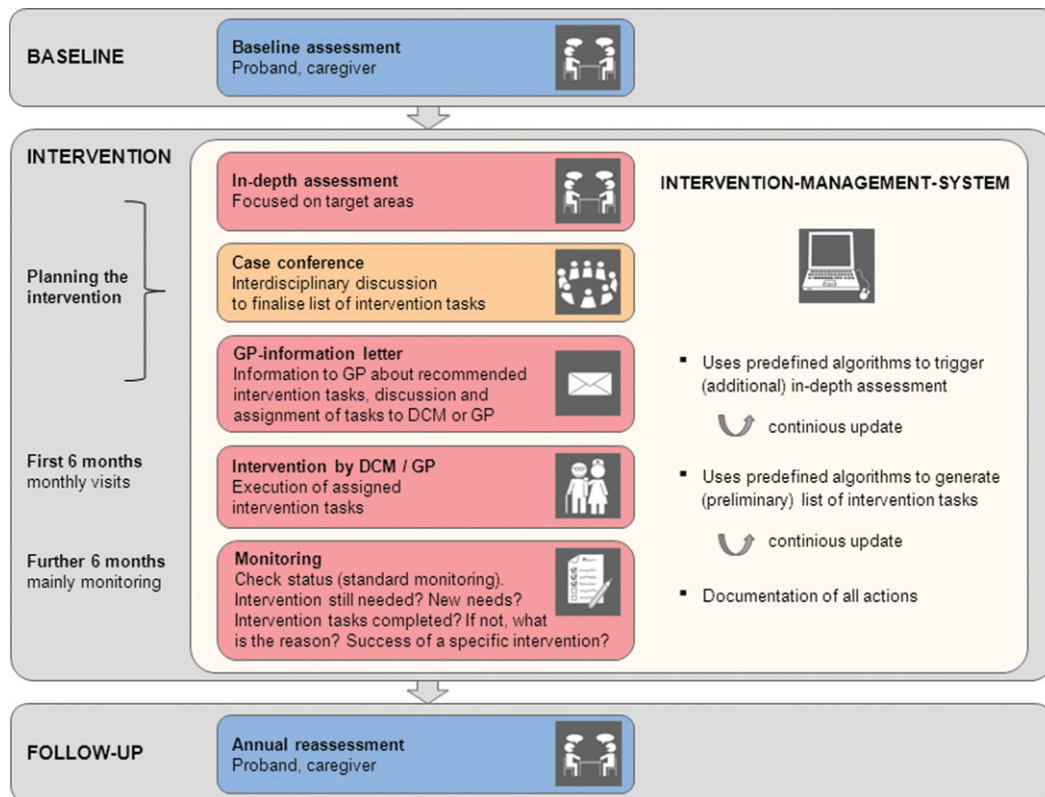 BASELINE
Baseline assessment
Proband, caregiver
INTERVENTION
Planning the
intervention
First 6 months
monthly visits
Further 6 months
mainly monitoring
In-depth assessment
Focused on target areas
Case conference
Interdisciplinary discussion
to finalise list of intervention tasks
GP-information letter
Information to GP about recommended
intervention tasks, discussion and
assignment of tasks to DCM or GP
Intervention by DCM / GP
Execution of assigned
intervention tasks
Monitoring
Check status (standard monitoring).
Intervention still needed? New needs?
Intervention tasks completed? If not, what
is the reason? Success of a specific intervention?
INTERVENTION-MANAGEMENT-SYSTEM
▪ Uses predefined algorithms to trigger
(additional) in-depth assessment
continious update
▪ Uses predefined algorithms to generate
(preliminary) list of intervention tasks
continious update
▪ Documentation of all actions
FOLLOW-UP
Annual reassessment
Proband, caregiver